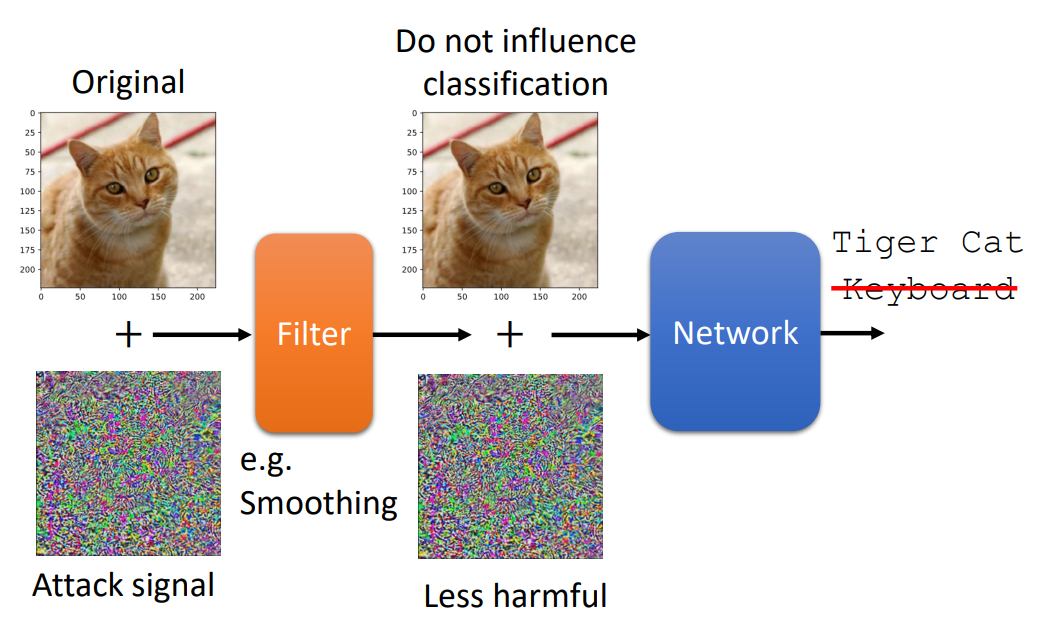 Do not influence
classification
Original
0
25
50
75
100
125
150
175
200
0 50 100 150 200
0
25
50
75
100
125
150
175
200
0 50 100 150 200
Tiger Cat
Keyboard
+
Filter
+
Network
e.g.
Smoothing
Attack signal
Less harmful